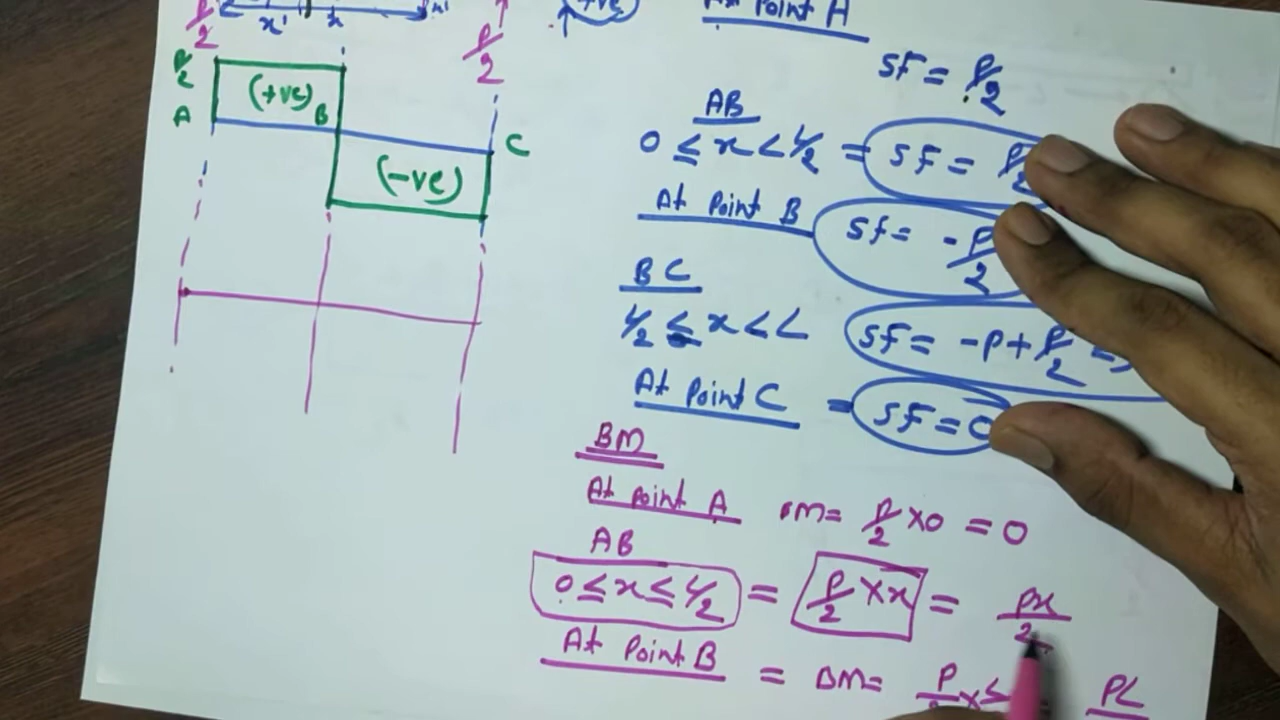 P/2
x' x x'
+ve
At Point A
P/2
P/2
(+ve)
A
B
C
(-ve)
SF = P/2
AB
0 ≤ x < L/2 = SF = P/2
At Point B SF = -P/2
BC
L/2 ≤ x < L SF = -P + P/2 =
At Point C = SF = 0
BM
At Point A BM = P/2 × 0 = 0
AB
0 ≤ x ≤ L/2 = P/2 × x = Px/2
At Point B = BM = P × L PL